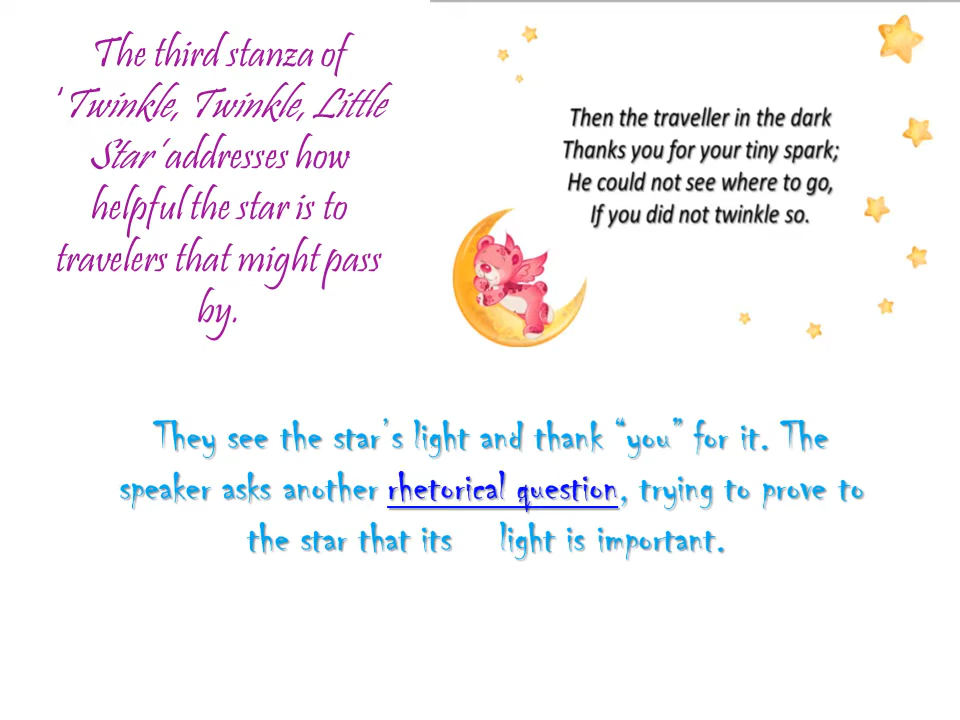 The third stanza of
‘Twinkle, Twinkle, Little
Star’ addresses how
helpful the star is to
travelers that might pass
by.
Then the traveller in the dark
Thanks you for your tiny spark;
He could not see where to go,
If you did not twinkle so.
They see the star’s light and thank “you” for it. The
speaker asks another rhetorical question, trying to prove to
the star that its light is important.